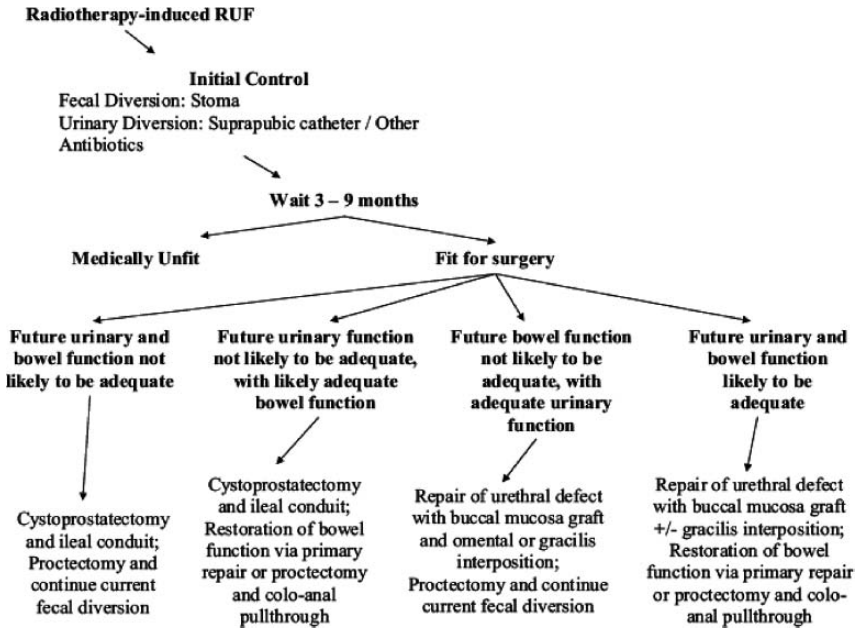 Radiotherapy-induced RUF
Initial Control
Fecal Diversion: Stoma
Urinary Diversion: Suprapubic catheter / Other
Antibiotics
Wait 3 – 9 months
Medically Unfit
Fit for surgery
Future urinary and
bowel function not
likely to be adequate
Future urinary function
not likely to be adequate,
with likely adequate
bowel function
Future bowel function
not likely to be
adequate, with
adequate urinary
function
Future urinary and
bowel function
likely to be
adequate
Cystoprostatectomy
and ileal conduit;
Proctectomy and
continue current
fecal diversion
Cystoprostatectomy
and ileal conduit;
Restoration of bowel
function via primary
repair or proctectomy
and colo-anal
pullthrough
Repair of urethral defect
with buccal mucosa graft
and omental or gracilis
interposition;
Proctectomy and continue
current fecal diversion
Repair of urethral defect
with buccal mucosa graft
+/- gracilis interposition;
Restoration of bowel
function via primary repair
or proctectomy and colo-
anal pullthrough